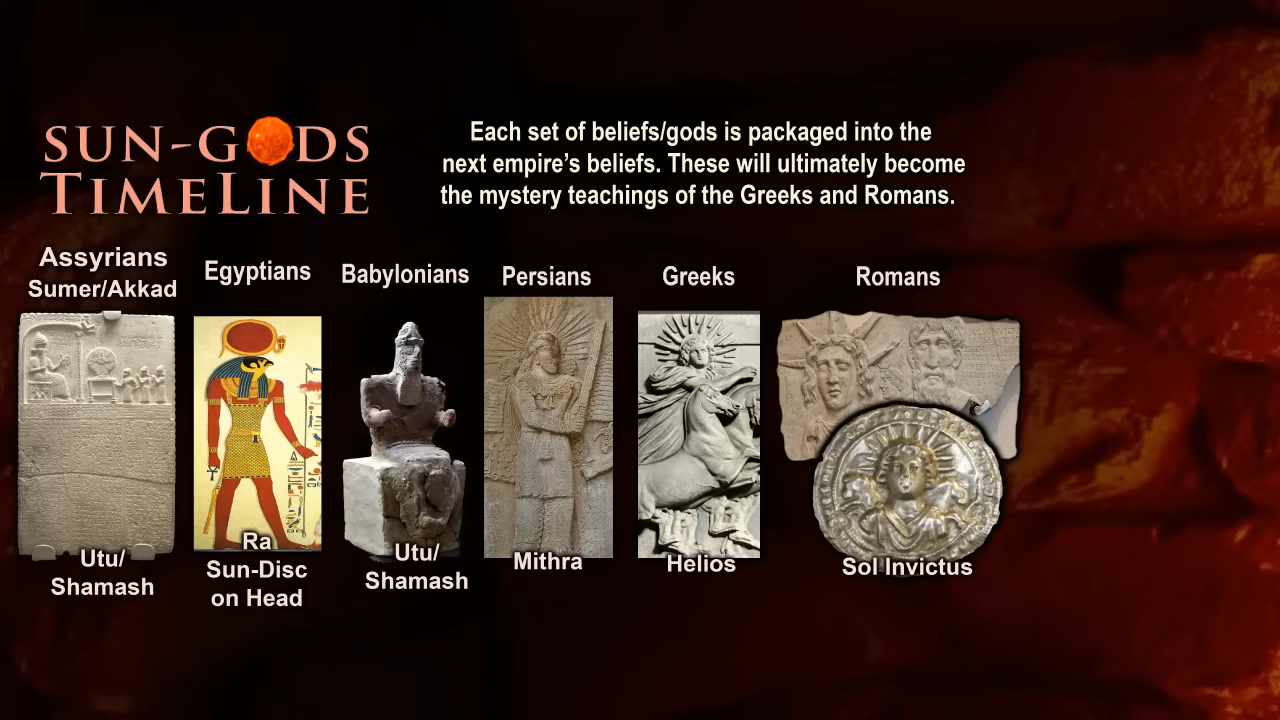 SUN-GODS
TIMELINE
Each set of beliefs/gods is packaged into the
next empire's beliefs. These will ultimately become
the mystery teachings of the Greeks and Romans.
Assyrians
Sumer/Akkad
Utu/
Shamash
Egyptians
Ra
Sun-Disc
on Head
Babylonians
Utu/
Shamash
Persians
Mithra
Greeks
Helios
Romans
Sol Invictus